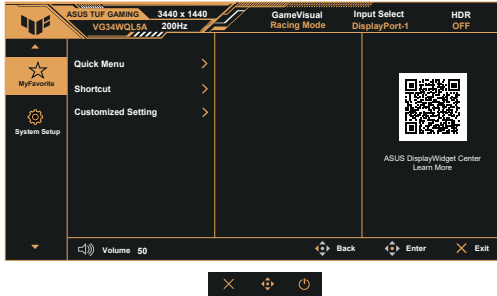 ASUS TUF GAMING 3440 x 1440 GameVisual Input Select HDR
VG34WQL5A 200Hz Racing Mode DisplayPort-1 OFF
MyFavorite
System Setup
Quick Menu
Shortcut
Customized Setting
ASUS DisplayWidget Center
Learn More
Volume 50 Back Enter Exit